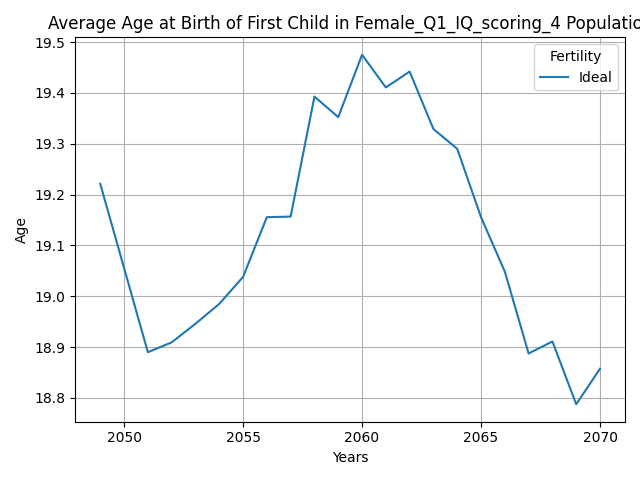 Average Age at Birth of First Child in Female_Q1_IQ_scoring_4 Populatio
19.5
19.4
19.3
19.2
19.1
19.0
18.9
18.8
Age
Fertility
Ideal
2050 2055 2060 2065 2070
Years